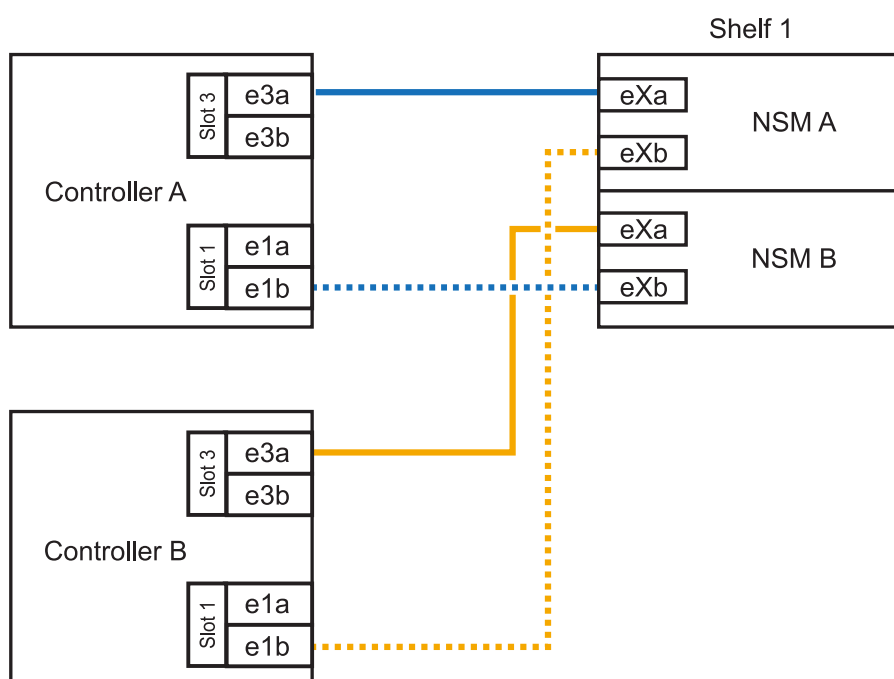 Shelf 1
Slot 3
e3a
e3b
Controller A
Slot 1
e1a
e1b
eXa
eXb
NSM A
eXa
eXb
NSM B
Slot 3
e3a
e3b
Controller B
Slot 1
e1a
e1b